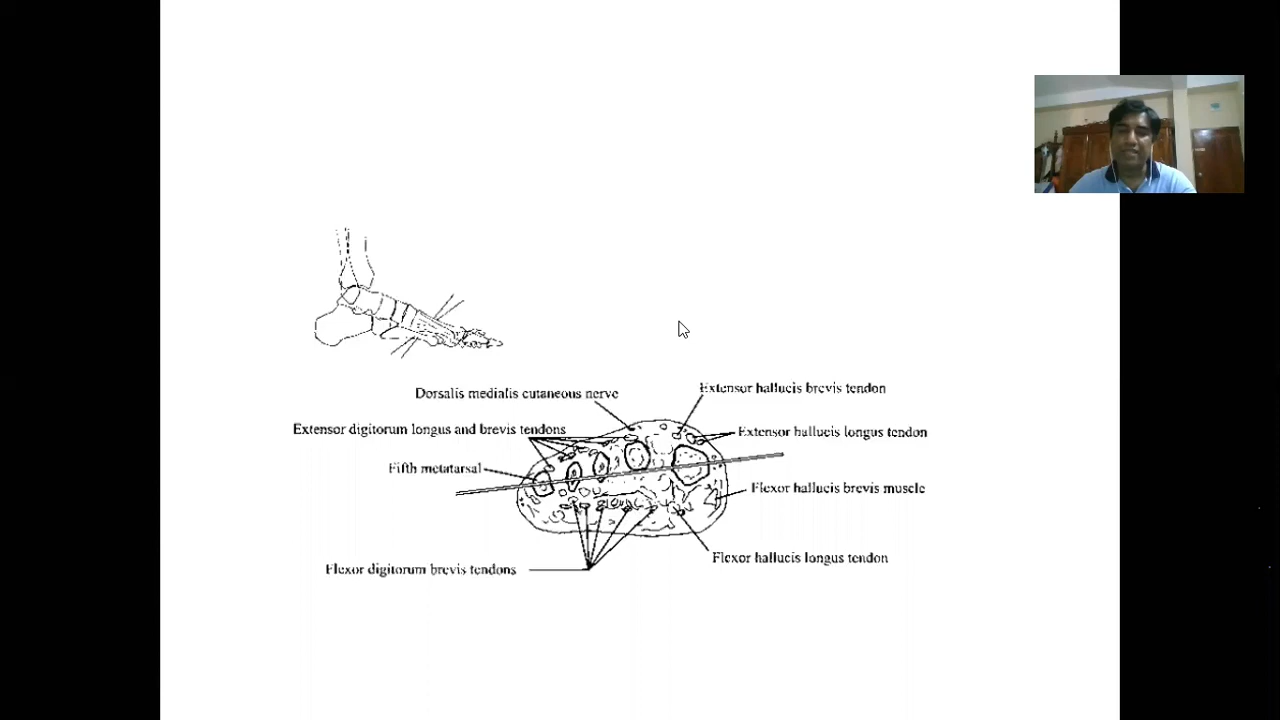 Dorsalis medialis cutaneous nerve
Extensor hallucis brevis tendon
Extensor digitorum longus and brevis tendons
Extensor hallucis longus tendon
Fifth metatarsal
Flexor hallucis brevis muscle
Flexor hallucis longus tendon
Flexor digitorum brevis tendons